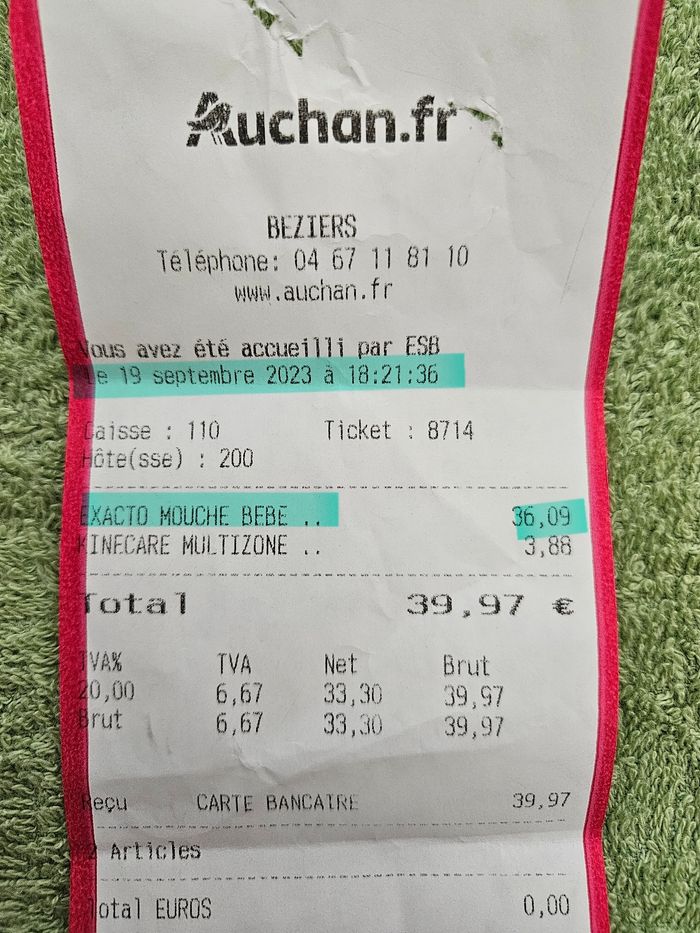 Auchan.fr
BEZIERS
Téléphone: 04 67 11 81 10
www.auchan.fr
Vous avez été accueilli par ESB
Le 19 septembre 2023 à 18:21:36
Caisse : 110 Ticket : 8714
Hôte(sse) : 200
EXACTO MOUCHE BEBE .. 36,09
KINECARE MULTIZONE .. 3,88
Total 39,97 €
TVA% TVA Net Brut
20,00 6,67 33,30 39,97
Brut 6,67 33,30 39,97
Reçu CARTE BANCAIRE 39,97
2 Articles
Total EUROS 0,00